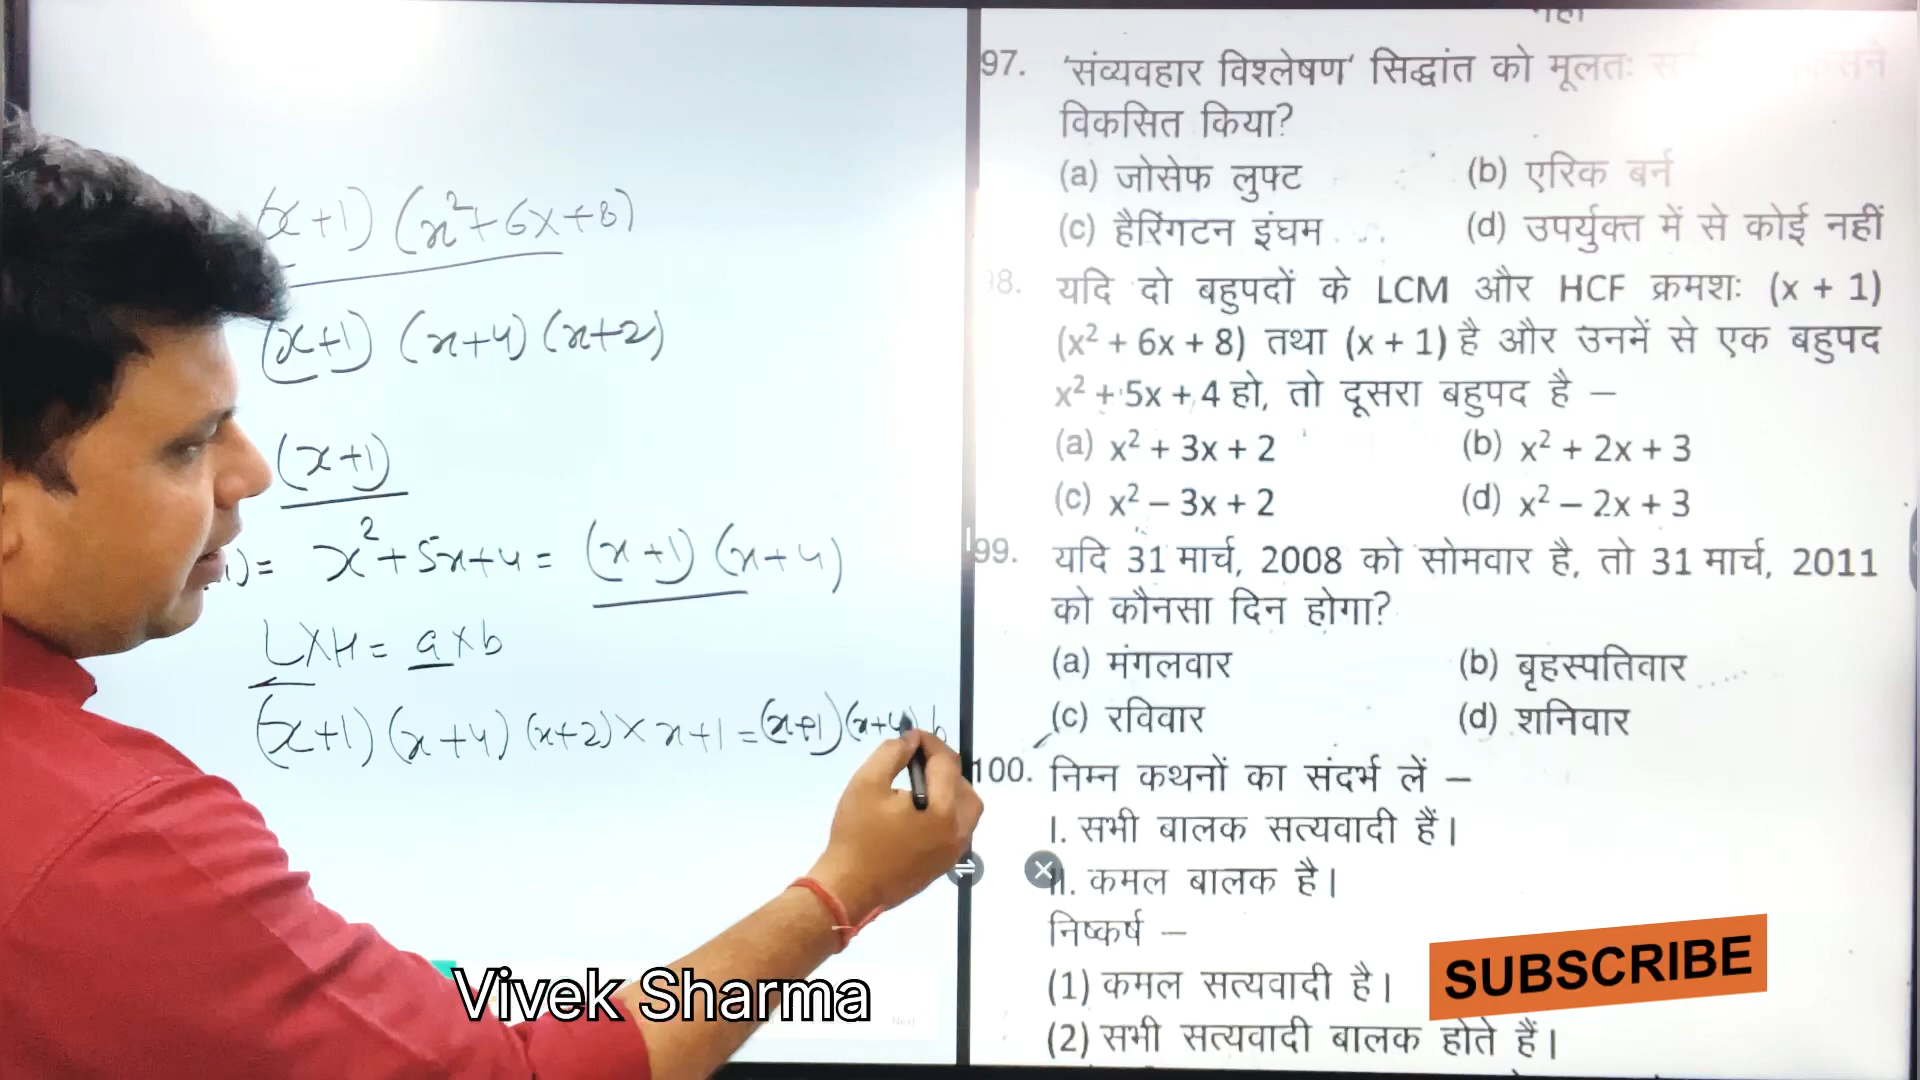 (x+1) (x²+6x+8)
(x+1) (x+4) (x+2)
(x+1)
= x²+5x+4 = (x+1) (x+4)
L×H = a×b
(x+1) (x+4) (x+2) × x+1 = (x+1) (x+4) b
Vivek Sharma
नहीं
97. 'संव्यवहार विश्लेषण' सिद्धांत को मूलतः
विकसित किया?
(a) जोसेफ लुफ्ट (b) एरिक बर्न
(c) हैरिंगटन इंघम (d) उपर्युक्त में से कोई नहीं
98. यदि दो बहुपदों के LCM और HCF क्रमशः (x + 1)
(x² + 6x + 8) तथा (x + 1) है और उनमें से एक बहुपद
x² + 5x + 4 हो, तो दूसरा बहुपद है –
(a) x² + 3x + 2 (b) x² + 2x + 3
(c) x² – 3x + 2 (d) x² – 2x + 3
99. यदि 31 मार्च, 2008 को सोमवार है, तो 31 मार्च, 2011
को कौनसा दिन होगा?
(a) मंगलवार (b) बृहस्पतिवार
(c) रविवार (d) शनिवार
100. निम्न कथनों का संदर्भ लें –
I. सभी बालक सत्यवादी हैं।
II. कमल बालक है।
निष्कर्ष –
(1) कमल सत्यवादी है।
(2) सभी सत्यवादी बालक होते हैं।
SUBSCRIBE